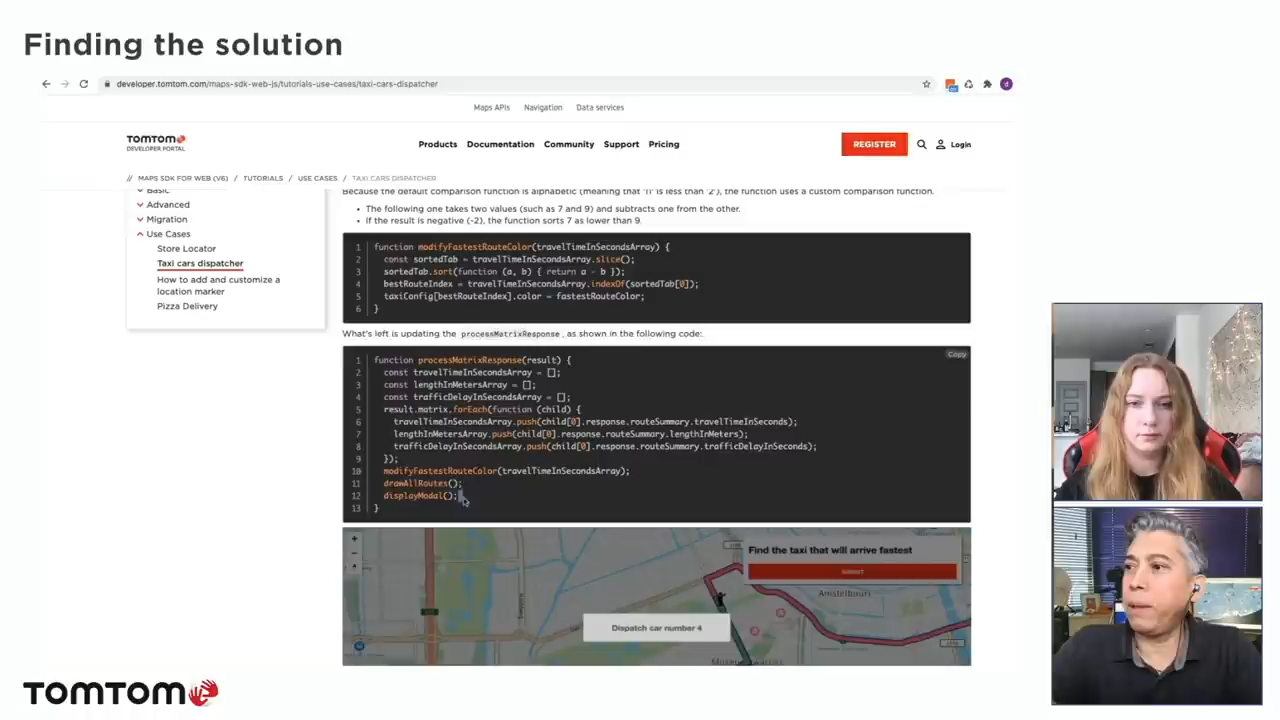 Finding the solution
developer.tomtom.com/maps-sdk-web-js/tutorials-use-cases/taxi-cars-dispatcher
d
Maps APIs Navigation Data services
TOMTOM
DEVELOPER PORTAL
Products Documentation Community Support Pricing
REGISTER
Login
// MAPS SDK FOR WEB (V6) // TUTORIALS // USE CASES // TAXI CARS DISPATCHER
Basic
Advanced
Migration
Use Cases
Store Locator
Taxi cars dispatcher
How to add and customize a
location marker
Pizza Delivery
Because the default comparison function is alphabetic (meaning that '11' is less than '2'), the function uses a custom comparison function.
• The following one takes two values (such as 7 and 9) and subtracts one from the other.
• If the result is negative (-2), the function sorts 7 as lower than 9.
1 function modifyFastestRouteColor(travelTimeInSecondsArray) {
2 const sortedTab = travelTimeInSecondsArray.slice();
3 sortedTab.sort(function (a, b) { return a - b });
4 bestRouteIndex = travelTimeInSecondsArray.indexOf(sortedTab[0]);
5 taxiConfig[bestRouteIndex].color = fastestRouteColor;
6 }
What's left is updating the processMatrixResponse, as shown in the following code:
Copy
1 function processMatrixResponse(result) {
2 const travelTimeInSecondsArray = [];
3 const lengthInMetersArray = [];
4 const trafficDelayInSecondsArray = [];
5 result.matrix.forEach(function (child) {
6 travelTimeInSecondsArray.push(child[0].response.routeSummary.travelTimeInSeconds);
7 lengthInMetersArray.push(child[0].response.routeSummary.lengthInMeters);
8 trafficDelayInSecondsArray.push(child[0].response.routeSummary.trafficDelayInSeconds);
9 });
10 modifyFastestRouteColor(travelTimeInSecondsArray);
11 drawAllRoutes();
12 displayModal();
13 }
Find the taxi that will arrive fastest
Dispatch car number 4
TOMTOM